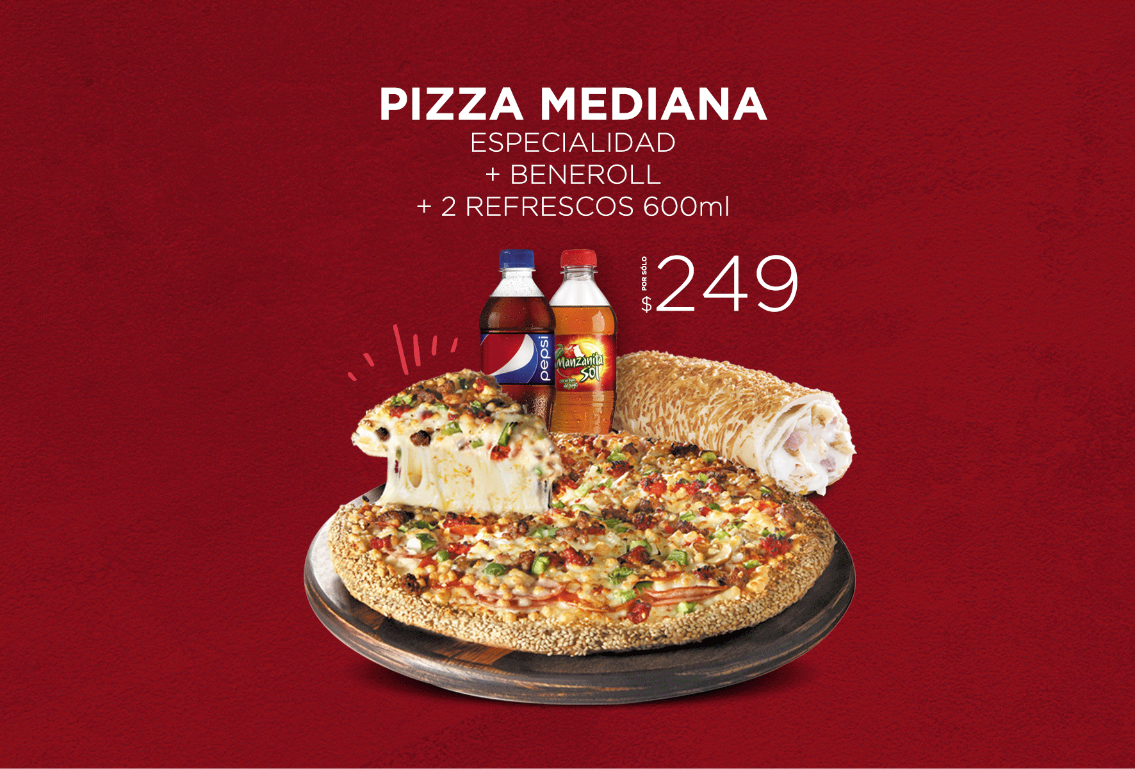 PIZZA MEDIANA
ESPECIALIDAD
+ BENEROLL
+ 2 REFRESCOS 600ml
POR SÓLO
$249
pepsi
Manzanita
Sol